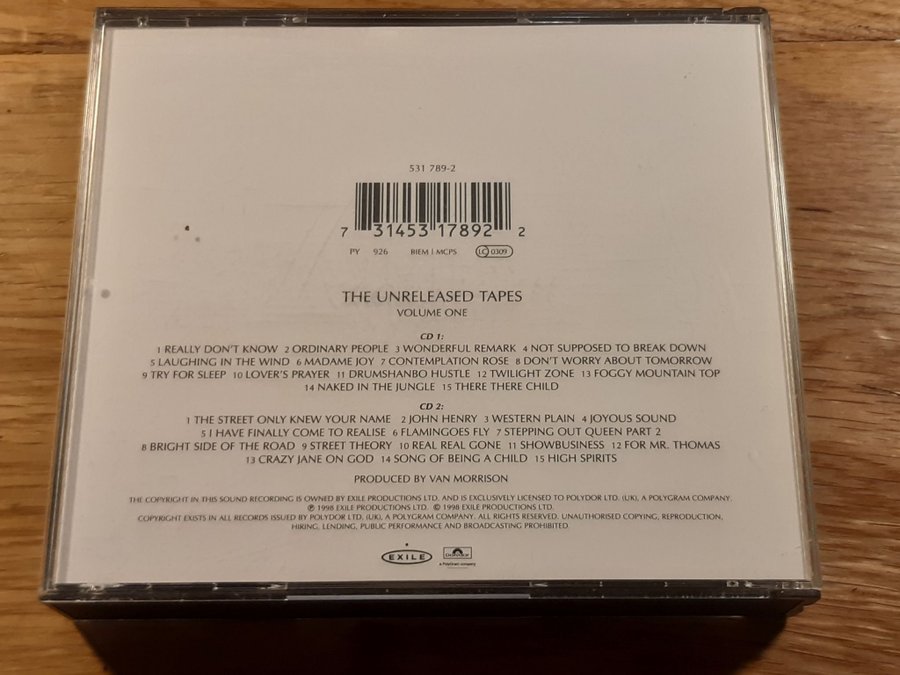 531 789-2
7 31453 17892 2
PY 926 BIEM | MCPS LC 0309
THE UNRELEASED TAPES
VOLUME ONE
CD 1:
1 REALLY DON'T KNOW 2 ORDINARY PEOPLE 3 WONDERFUL REMARK 4 NOT SUPPOSED TO BREAK DOWN
5 LAUGHING IN THE WIND 6 MADAME JOY 7 CONTEMPLATION ROSE 8 DON'T WORRY ABOUT TOMORROW
9 TRY FOR SLEEP 10 LOVER'S PRAYER 11 DRUMSHANBO HUSTLE 12 TWILIGHT ZONE 13 FOGGY MOUNTAIN TOP
14 NAKED IN THE JUNGLE 15 THERE THERE CHILD
CD 2:
1 THE STREET ONLY KNEW YOUR NAME 2 JOHN HENRY 3 WESTERN PLAIN 4 JOYOUS SOUND
5 I HAVE FINALLY COME TO REALISE 6 FLAMINGOES FLY 7 STEPPING OUT QUEEN PART 2
8 BRIGHT SIDE OF THE ROAD 9 STREET THEORY 10 REAL REAL GONE 11 SHOWBUSINESS 12 FOR MR. THOMAS
13 CRAZY JANE ON GOD 14 SONG OF BEING A CHILD 15 HIGH SPIRITS
PRODUCED BY VAN MORRISON
THE COPYRIGHT IN THIS SOUND RECORDING IS OWNED BY EXILE PRODUCTIONS LTD. AND IS EXCLUSIVELY LICENSED TO POLYDOR LTD. (UK), A POLYGRAM COMPANY.
℗ 1998 EXILE PRODUCTIONS LTD. © 1998 EXILE PRODUCTIONS LTD.
COPYRIGHT EXISTS IN ALL RECORDS ISSUED BY POLYDOR LTD. (UK), A POLYGRAM COMPANY. ALL RIGHTS RESERVED. UNAUTHORISED COPYING, REPRODUCTION,
HIRING, LENDING, PUBLIC PERFORMANCE AND BROADCASTING PROHIBITED.
EXILE polydor
a PolyGram company